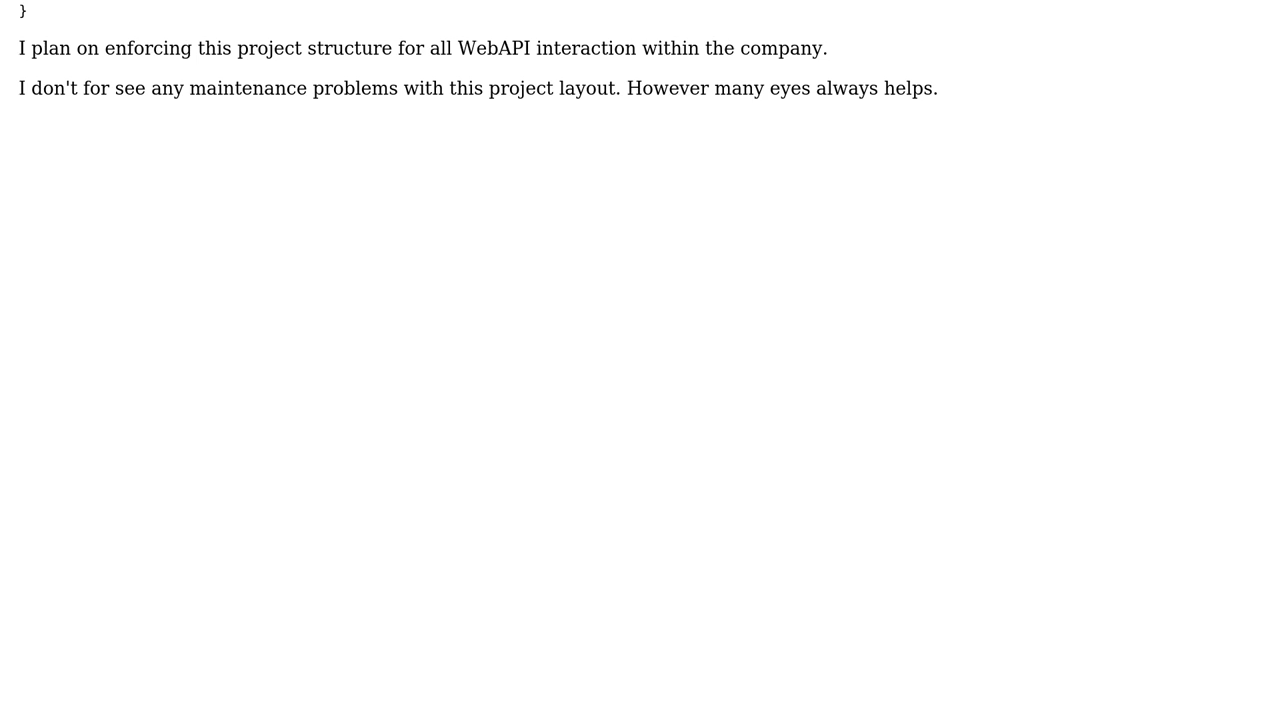 }
I plan on enforcing this project structure for all WebAPI interaction within the company.
I don't for see any maintenance problems with this project layout. However many eyes always helps.